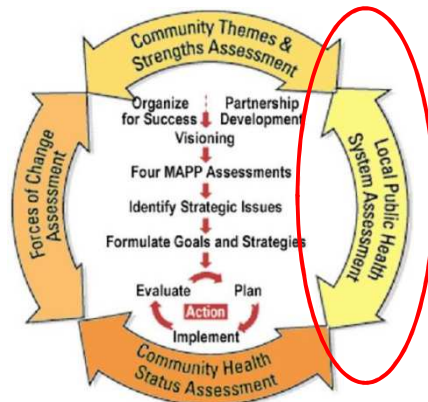 Community Themes &
Strengths Assessment
Organize Partnership
for Success Development
Visioning
Four MAPP Assessments
Identify Strategic Issues
Formulate Goals and Strategies
Evaluate Plan
Action
Implement
Forces of Change
Assessment
Local Public Health
System Assessment
Community Health
Status Assessment